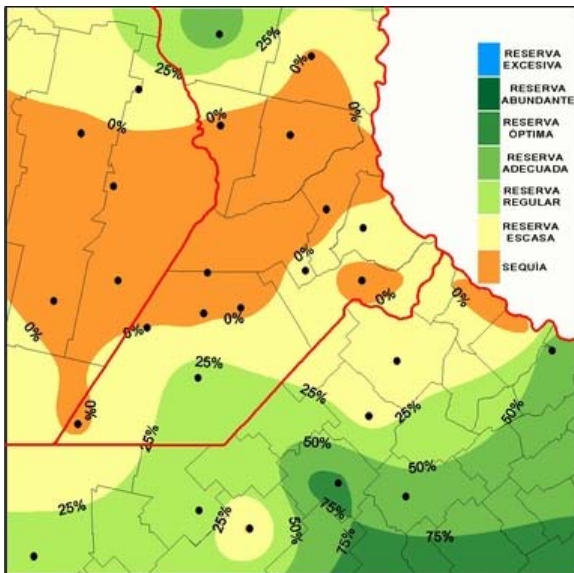 25%
25%
0%
0%
0%
0%
0%
0%
0%
0%
0%
0%
0%
0%
25%
25%
25%
25%
50%
50%
50%
25%
25%
50%
75%
75%
75%
RESERVA
EXCESIVA
RESERVA
ABUNDANTE
RESERVA
ÓPTIMA
RESERVA
ADECUADA
RESERVA
REGULAR
RESERVA
ESCASA
SEQUÍA